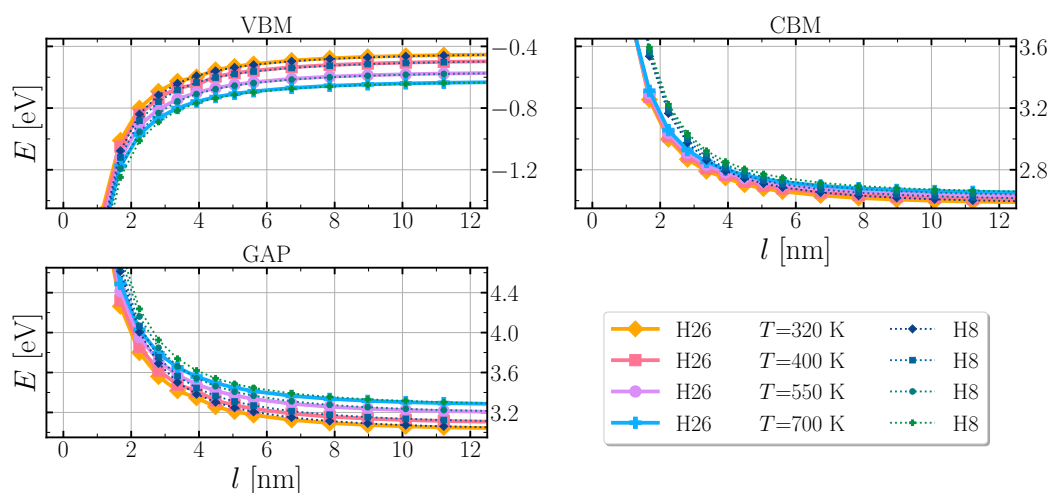 VBM
CBM
E [eV]
−0.4
−0.8
−1.2
0 2 4 6 8 10 12
3.6
3.2
2.8
0 2 4 6 8 10 12
l [nm]
GAP
E [eV]
4.4
4.0
3.6
3.2
0 2 4 6 8 10 12
l [nm]
H26 T=320 K H8
H26 T=400 K H8
H26 T=550 K H8
H26 T=700 K H8